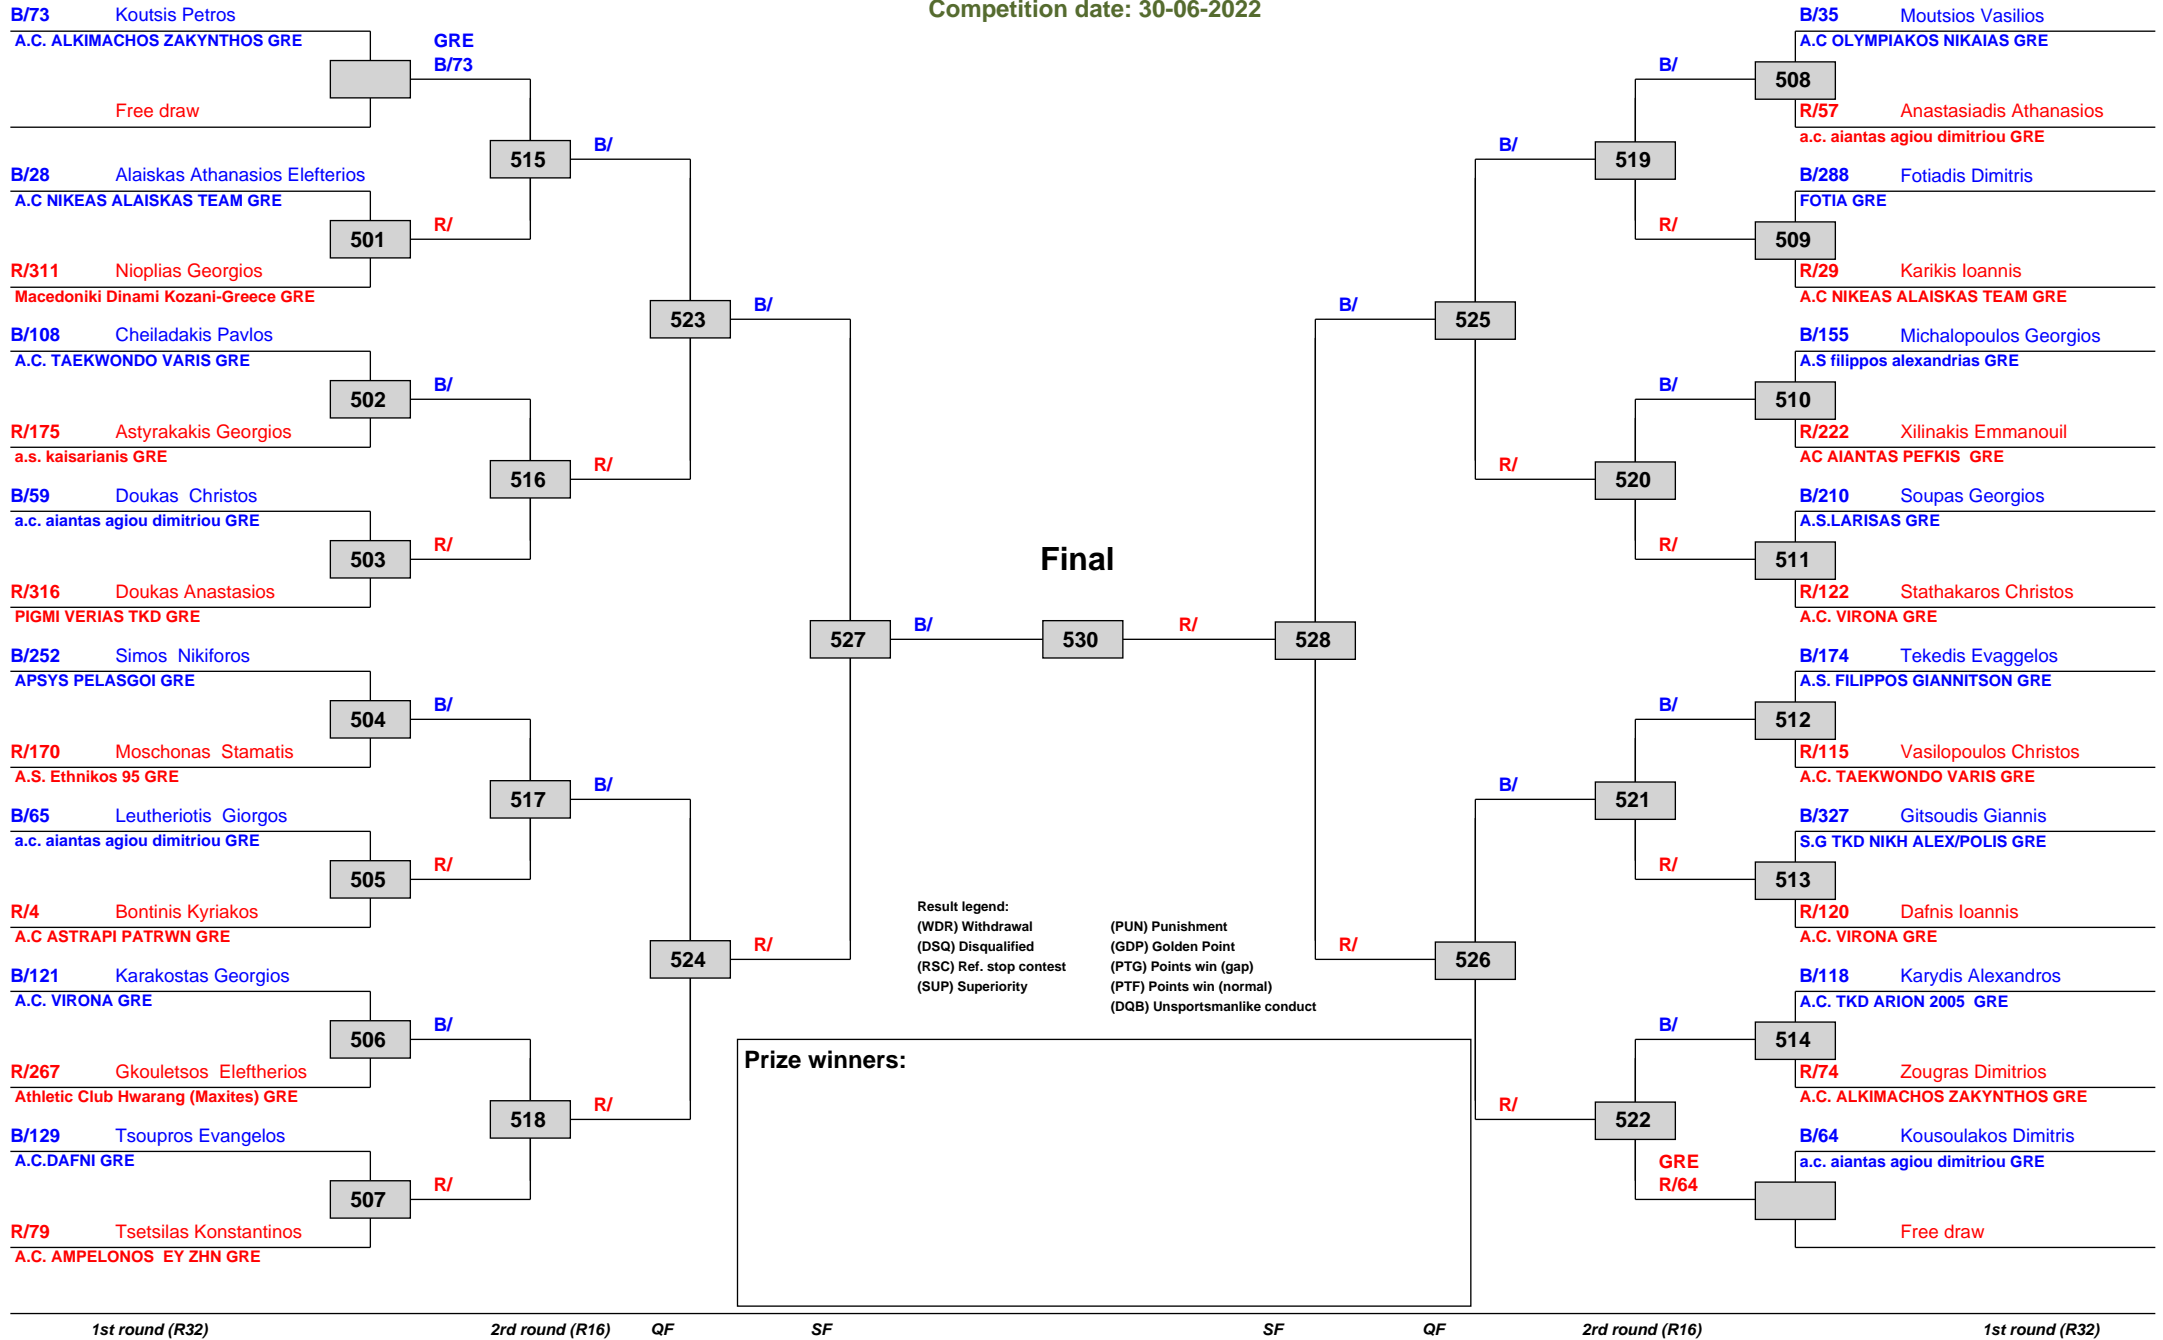 Competition date: 30-06-2022
B/73 Koutsis Petros
A.C. ALKIMACHOS ZAKYNTHOS GRE
GRE
B/73
Free draw
515
B/
B/28 Alaiskas Athanasios Elefterios
A.C NIKEAS ALAISKAS TEAM GRE
501
R/
R/311 Nioplias Georgios
Macedoniki Dinami Kozani-Greece GRE
523
B/
B/108 Cheiladakis Pavlos
A.C. TAEKWONDO VARIS GRE
502
B/
R/175 Astyrakakis Georgios
a.s. kaisarianis GRE
516
R/
B/59 Doukas  Christos
a.c. aiantas agiou dimitriou GRE
503
R/
R/316 Doukas Anastasios
PIGMI VERIAS TKD GRE
527
B/
B/252 Simos  Nikiforos
APSYS PELASGOI GRE
504
B/
R/170 Moschonas  Stamatis
A.S. Ethnikos 95 GRE
517
B/
B/65 Leutheriotis  Giorgos
a.c. aiantas agiou dimitriou GRE
505
R/
R/4 Bontinis Kyriakos
A.C ASTRAPI PATRWN GRE
524
R/
B/121 Karakostas Georgios
A.C. VIRONA GRE
506
B/
R/267 Gkouletsos  Eleftherios
Athletic Club Hwarang (Maxites) GRE
518
R/
B/129 Tsoupros Evangelos
A.C.DAFNI GRE
507
R/
R/79 Tsetsilas Konstantinos
A.C. AMPELONOS  EY ZHN GRE
Final
530
R/
528
Result legend:
(WDR) Withdrawal (PUN) Punishment
(DSQ) Disqualified (GDP) Golden Point
(RSC) Ref. stop contest (PTG) Points win (gap)
(SUP) Superiority (PTF) Points win (normal)
(DQB) Unsportsmanlike conduct
Prize winners:
B/35 Moutsios Vasilios
A.C OLYMPIAKOS NIKAIAS GRE
B/
508
R/57 Anastasiadis Athanasios
a.c. aiantas agiou dimitriou GRE
B/
519
B/288 Fotiadis Dimitris
FOTIA GRE
R/
509
R/29 Karikis Ioannis
A.C NIKEAS ALAISKAS TEAM GRE
B/
525
B/155 Michalopoulos Georgios
A.S filippos alexandrias GRE
B/
510
R/222 Xilinakis Emmanouil
AC AIANTAS PEFKIS  GRE
R/
520
B/210 Soupas Georgios
A.S.LARISAS GRE
R/
511
R/122 Stathakaros Christos
A.C. VIRONA GRE
B/174 Tekedis Evaggelos
A.S. FILIPPOS GIANNITSON GRE
B/
512
R/115 Vasilopoulos Christos
A.C. TAEKWONDO VARIS GRE
B/
521
B/327 Gitsoudis Giannis
S.G TKD NIKH ALEX/POLIS GRE
R/
513
R/120 Dafnis Ioannis
A.C. VIRONA GRE
R/
526
B/118 Karydis Alexandros
A.C. TKD ARION 2005  GRE
B/
514
R/74 Zougras Dimitrios
A.C. ALKIMACHOS ZAKYNTHOS GRE
R/
522
B/64 Kousoulakos Dimitris
a.c. aiantas agiou dimitriou GRE
GRE
R/64
Free draw
1st round (R32) 2rd round (R16) QF SF SF QF 2rd round (R16) 1st round (R32)